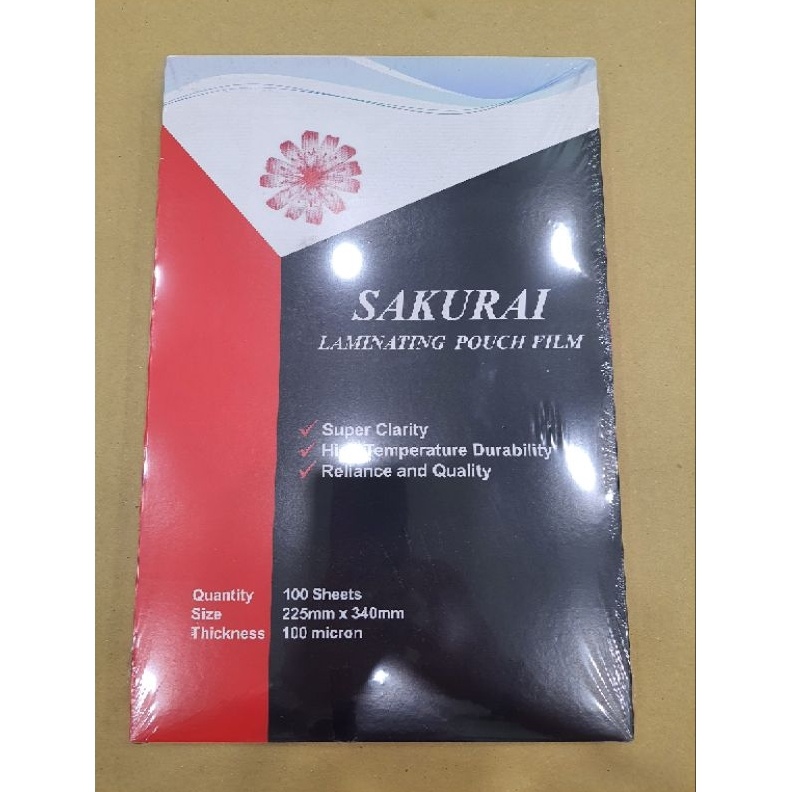 SAKURAI
LAMINATING POUCH FILM
Super Clarity
High Temperature Durability
Reliance and Quality
Quantity 100 Sheets
Size 225mm x 340mm
Thickness 100 micron